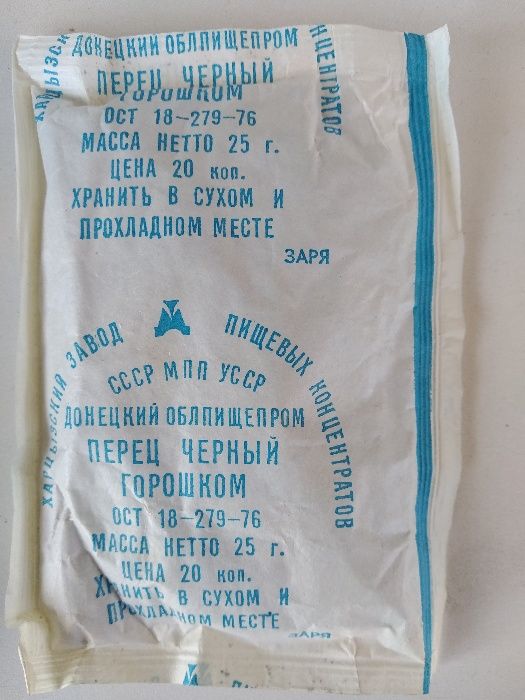 ХАРЦЫЗСК
ДОНЕЦКИЙ ОБЛПИЩЕПРОМ
НЦЕНТРАТОВ
ПЕРЕЦ ЧЕРНЫЙ
ГОРОШКОМ
ОСТ 18-279-76
МАССА НЕТТО 25 г.
ЦЕНА 20 коп.
ХРАНИТЬ В СУХОМ И
ПРОХЛАДНОМ МЕСТЕ
ЗАРЯ
ХАРЦЫЗСКИЙ ЗАВОД ПИЩЕВЫХ КОНЦЕНТРАТОВ
СССР МПП УССР
ДОНЕЦКИЙ ОБЛПИЩЕПРОМ
ПЕРЕЦ ЧЕРНЫЙ
ГОРОШКОМ
ОСТ 18-279-76
МАССА НЕТТО 25 г.
ЦЕНА 20 коп.
ХРАНИТЬ В СУХОМ И
ПРОХЛАДНОМ МЕСТЕ
ЗАРЯ